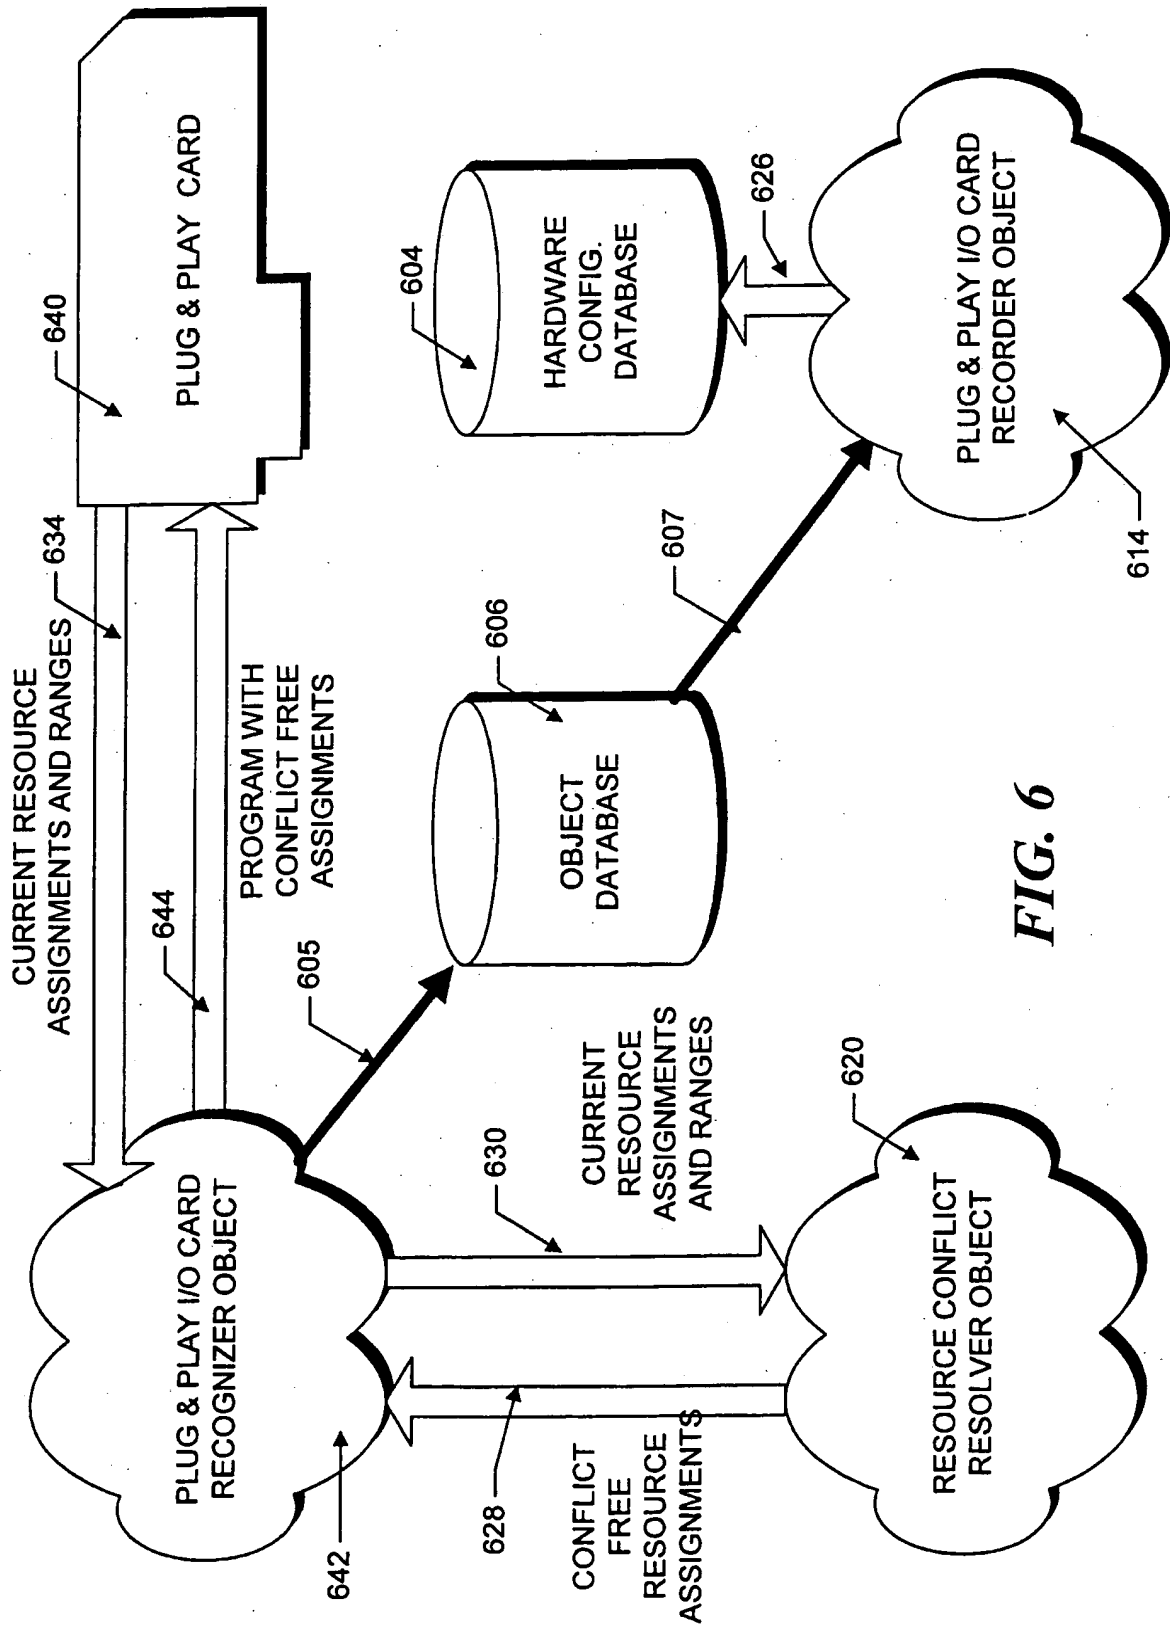 CURRENT RESOURCE
ASSIGNMENTS AND RANGES
634
640
PLUG & PLAY CARD
644
PROGRAM WITH
CONFLICT FREE
ASSIGNMENTS
PLUG & PLAY I/O CARD
RECOGNIZER OBJECT
642
605
606
OBJECT
DATABASE
604
HARDWARE
CONFIG.
DATABASE
607
626
628
CONFLICT
FREE
RESOURCE
ASSIGNMENTS
630
CURRENT
RESOURCE
ASSIGNMENTS
AND RANGES
620
RESOURCE CONFLICT
RESOLVER OBJECT
PLUG & PLAY I/O CARD
RECORDER OBJECT
614
FIG. 6